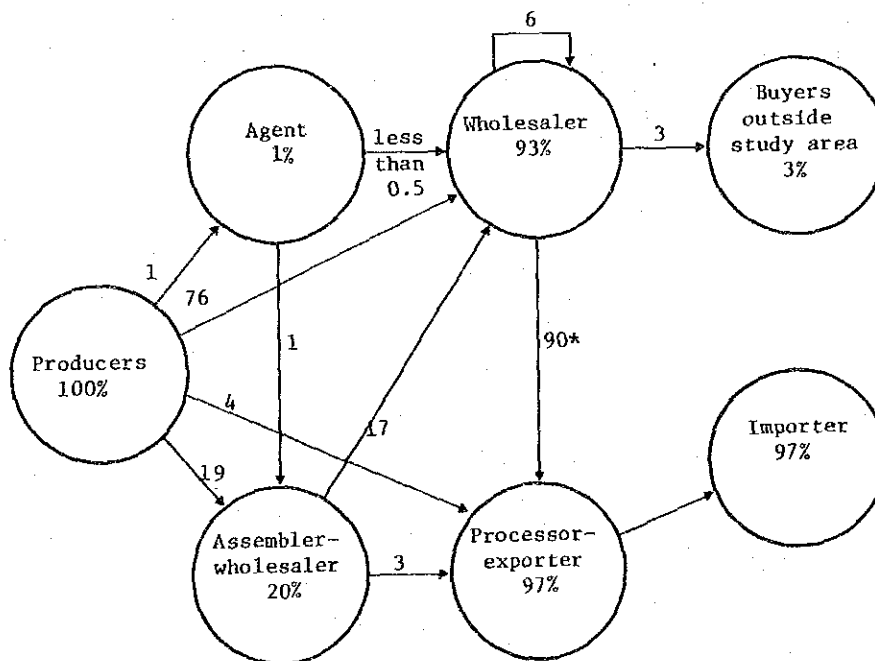 6
Agent
1%
less
than
0.5
Wholesaler
93%
3
Buyers
outside
study area
3%
1
76
1
90*
Producers
100%
4
17
Importer
97%
19
Assembler-
wholesaler
20%
3
Processor-
exporter
97%